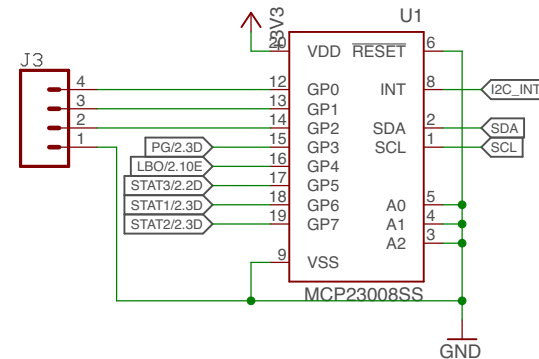 3V3
U1
20 VDD RESET 6
J3
4 12 GP0 INT 8 I2C_INT
3 13 GP1
2 14 GP2 SDA 2 SDA
1 PG/2.3D 15 GP3 SCL 1 SCL
LBO/2.10E 16 GP4
STAT3/2.2D 17 GP5
STAT1/2.3D 18 GP6 A0 5
STAT2/2.3D 19 GP7 A1 4
A2 3
9 VSS
MCP23008SS
GND